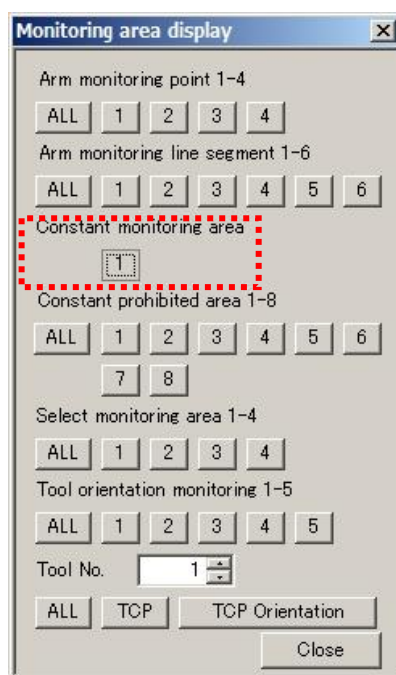 Monitoring area display
Arm monitoring point 1-4
ALL 1 2 3 4
Arm monitoring line segment 1-6
ALL 1 2 3 4 5 6
Constant monitoring area
1
Constant prohibited area 1-8
ALL 1 2 3 4 5 6
7 8
Select monitoring area 1-4
ALL 1 2 3 4
Tool orientation monitoring 1-5
ALL 1 2 3 4 5
Tool No. 1
ALL TCP TCP Orientation
Close